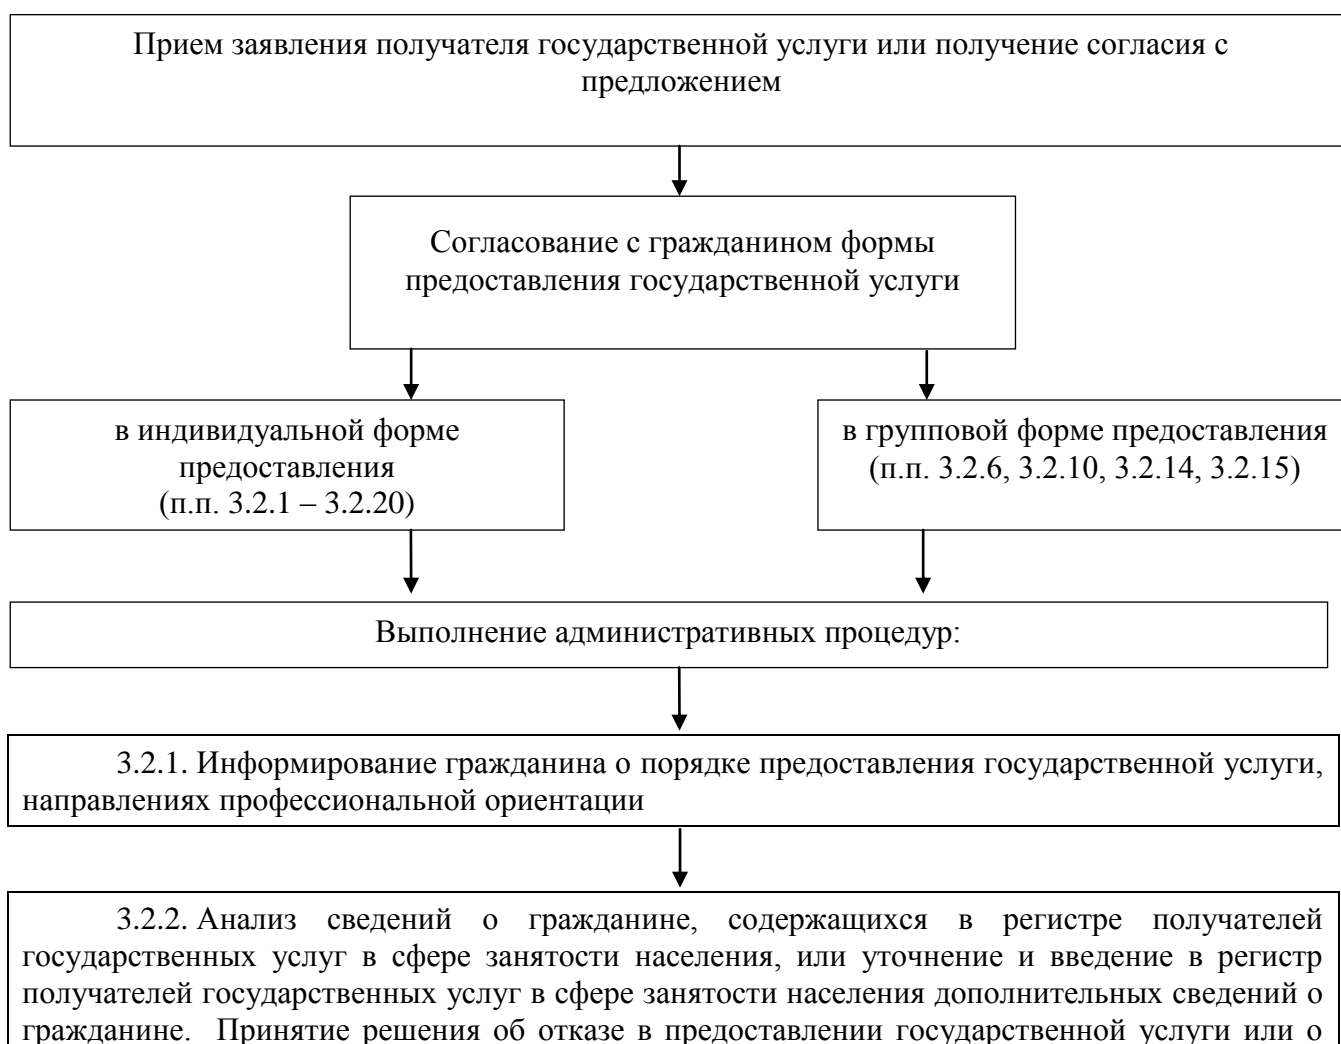 Прием заявления получателя государственной услуги или получение согласия с
предложением
Согласование с гражданином формы
предоставления государственной услуги
в индивидуальной форме
предоставления
(п.п. 3.2.1 – 3.2.20)
в групповой форме предоставления
(п.п. 3.2.6, 3.2.10, 3.2.14, 3.2.15)
Выполнение административных процедур:
3.2.1. Информирование гражданина о порядке предоставления государственной услуги,
направлениях профессиональной ориентации
3.2.2. Анализ сведений о гражданине, содержащихся в регистре получателей
государственных услуг в сфере занятости населения, или уточнение и введение в регистр
получателей государственных услуг в сфере занятости населения дополнительных сведений о
гражданине. Принятие решения об отказе в предоставлении государственной услуги или о